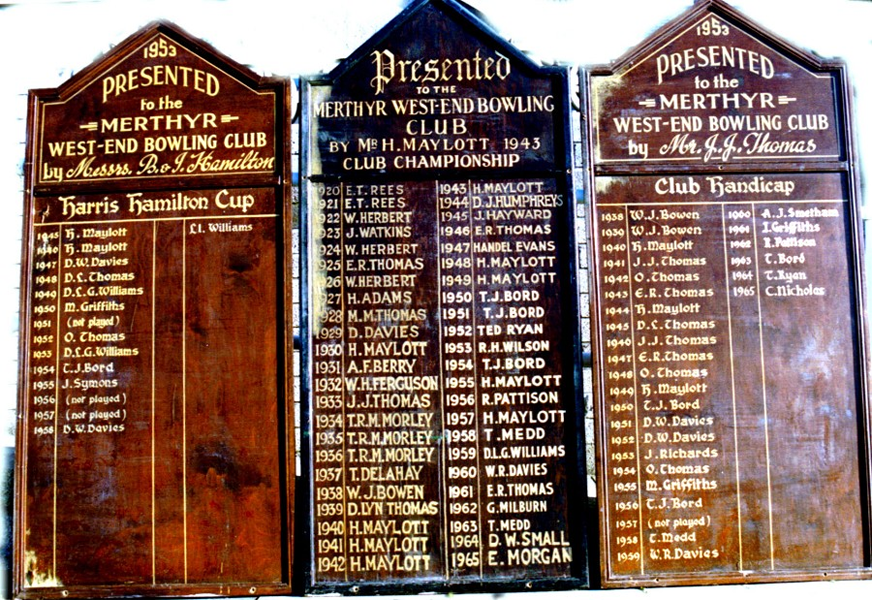 1953
PRESENTED
to the
MERTHYR
WEST-END BOWLING CLUB
by Messrs. B. & J. Hamilton
Harris Hamilton Cup
1945 H. Maylott
1946 H. Maylott
1947 D.W. Davies
1948 D.L. Thomas
1949 D.L.G. Williams
1950 M. Griffiths
1951 (not played)
1952 O. Thomas
1953 D.L.G. Williams
1954 T.J. Bord
1955 J. Symons
1956 (not played)
1957 (not played)
1958 D.W. Davies
Ll. Williams
Presented
TO THE
MERTHYR WEST-END BOWLING
CLUB
BY MR H. MAYLOTT 1943
CLUB CHAMPIONSHIP
1920 E.T. REES
1921 E.T. REES
1922 W. HERBERT
1923 J. WATKINS
1924 W. HERBERT
1925 E.R. THOMAS
1926 W. HERBERT
1927 H. ADAMS
1928 M.M. THOMAS
1929 D. DAVIES
1930 H. MAYLOTT
1931 A.F. BERRY
1932 W.H. FERGUSON
1933 J.J. THOMAS
1934 T.R.M. MORLEY
1935 T.R.M. MORLEY
1936 T.R.M. MORLEY
1937 T. DELAHAY
1938 W.J. BOWEN
1939 D. LYN THOMAS
1940 H. MAYLOTT
1941 H. MAYLOTT
1942 H. MAYLOTT
1943 H. MAYLOTT
1944 D.J. HUMPHREYS
1945 J. HAYWARD
1946 E.R. THOMAS
1947 HANDEL EVANS
1948 H. MAYLOTT
1949 H. MAYLOTT
1950 T.J. BORD
1951 T.J. BORD
1952 TED RYAN
1953 R.H. WILSON
1954 T.J. BORD
1955 H. MAYLOTT
1956 R. PATTISON
1957 H. MAYLOTT
1958 T. MEDD
1959 D.L.G. WILLIAMS
1960 W.R. DAVIES
1961 E.R. THOMAS
1962 G. MILBURN
1963 T. MEDD
1964 D.W. SMALL
1965 E. MORGAN
1953
PRESENTED
to the
MERTHYR
WEST-END BOWLING CLUB
by Mr. J. J. Thomas
Club Handicap
1938 W.J. Bowen
1939 W.J. Bowen
1940 H. Maylott
1941 J.J. Thomas
1942 O. Thomas
1943 E.R. Thomas
1944 H. Maylott
1945 D.L. Thomas
1946 J.J. Thomas
1947 E.R. Thomas
1948 O. Thomas
1949 H. Maylott
1950 T.J. Bord
1951 D.W. Davies
1952 D.W. Davies
1953 J. Richards
1954 O. Thomas
1955 M. Griffiths
1956 T.J. Bord
1957 (not played)
1958 T. Medd
1959 W.R. Davies
1960 A.J. Smetham
1961 I. Griffiths
1962 R. Pattison
1963 T. Bord
1964 T. Ryan
1965 C. Nicholas